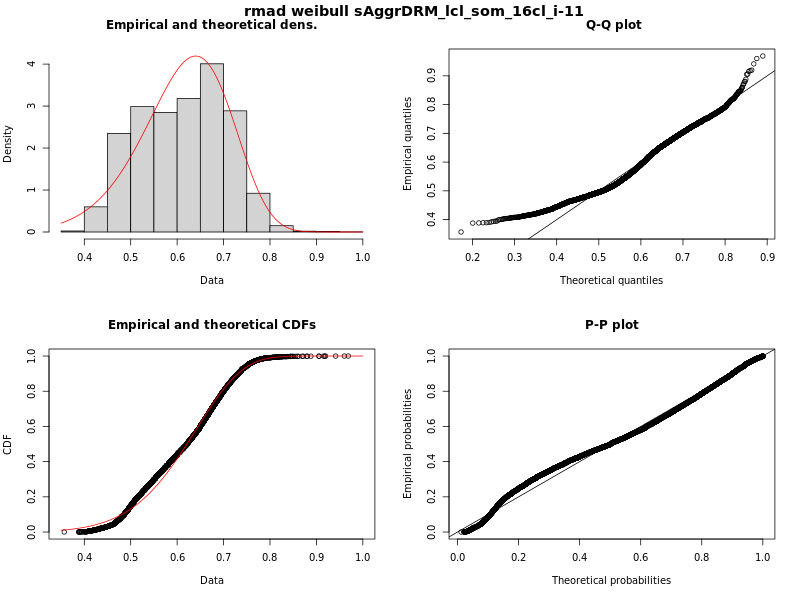 rmad weibull sAggrDRM_lcl_som_16cl_i-11
Empirical and theoretical dens.
Density
0 1 2 3 4
0.4 0.5 0.6 0.7 0.8 0.9 1.0
Data
Q-Q plot
Empirical quantiles
0.4 0.5 0.6 0.7 0.8 0.9
0.2 0.3 0.4 0.5 0.6 0.7 0.8 0.9
Theoretical quantiles
Empirical and theoretical CDFs
CDF
0.0 0.2 0.4 0.6 0.8 1.0
0.4 0.5 0.6 0.7 0.8 0.9 1.0
Data
P-P plot
Empirical probabilities
0.0 0.2 0.4 0.6 0.8 1.0
0.0 0.2 0.4 0.6 0.8 1.0
Theoretical probabilities